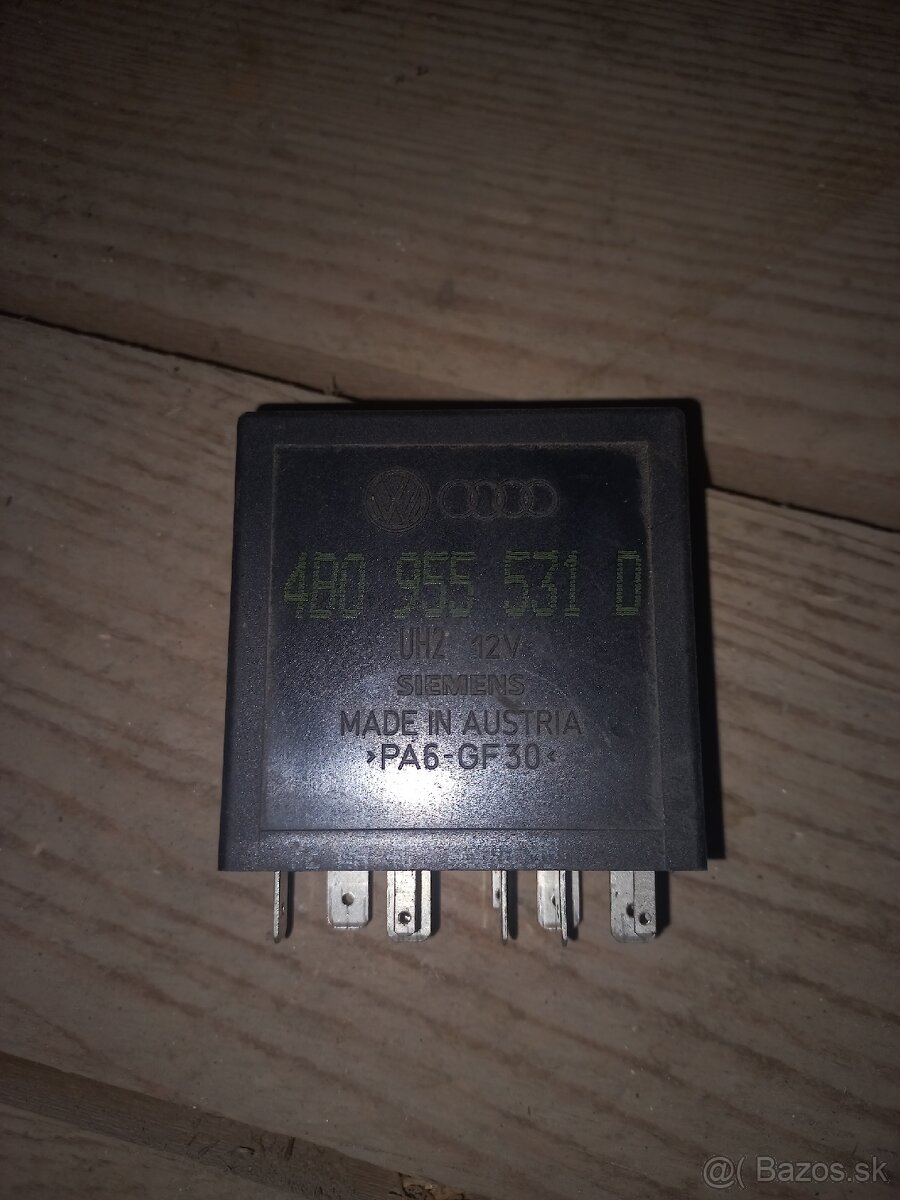 4B0 955 531 D
UH2 12V
SIEMENS
MADE IN AUSTRIA
>PA6-GF30<
@( Bazos.sk